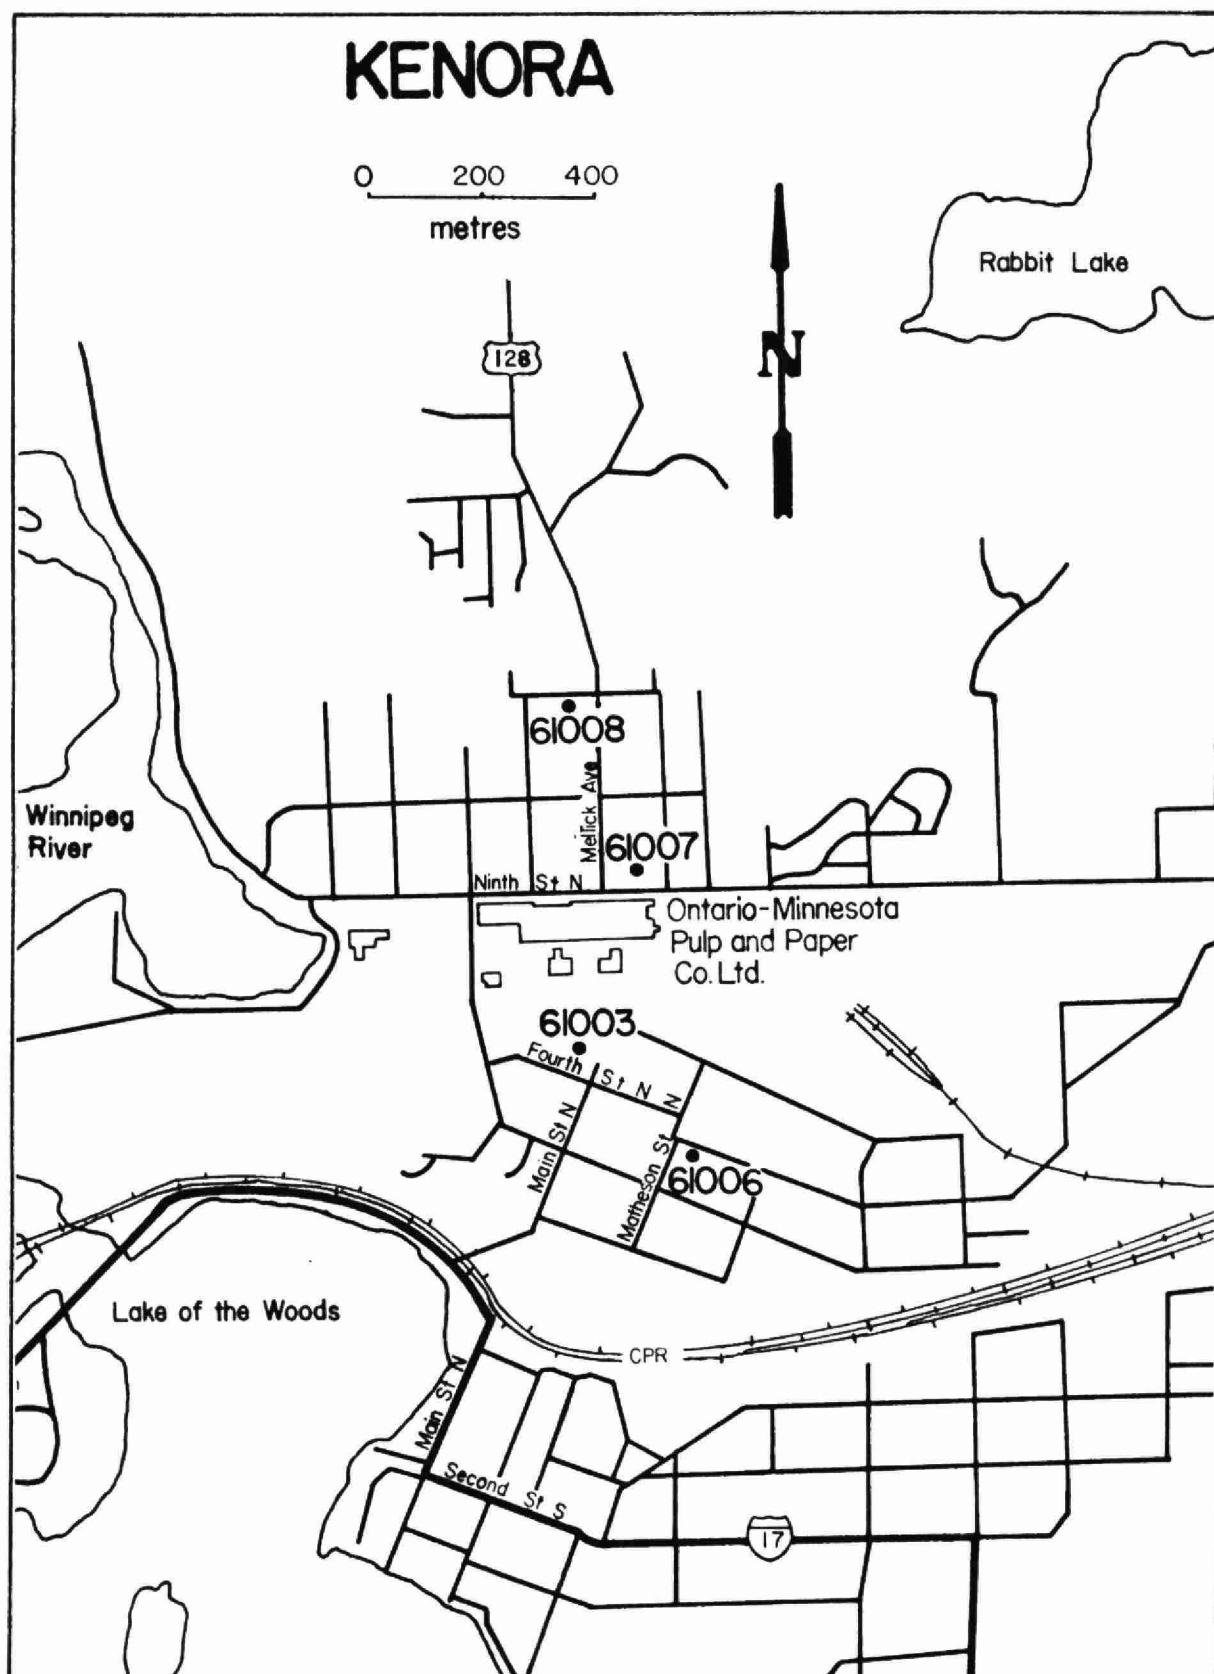 KENORA
0 200 400
metres
N
Rabbit Lake
128
61008
Mellick Ave
61007
Winnipeg
River
Ninth St N
Ontario-Minnesota
Pulp and Paper
Co. Ltd.
61003
Fourth St N
N
Main St N
Matheson St
61006
Lake of the Woods
CPR
Main St N
Second St S
17